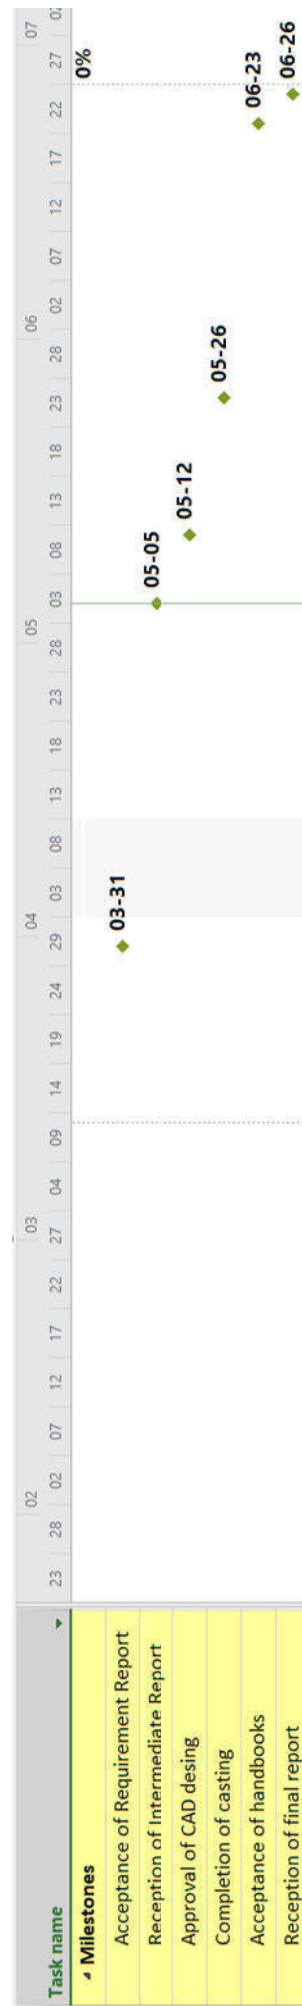 02 03 04 05 06 07
Task name 23 28 02 07 12 17 22 27 04 09 14 19 24 29 03 08 13 18 23 28 03 08 13 18 23 28 02 07 12 17 22 27 02
Milestones 0%
Acceptance of Requirement Report 03-31
Reception of Intermediate Report 05-05
Approval of CAD desing 05-12
Completion of casting 05-26
Acceptance of handbooks 06-23
Reception of final report 06-26